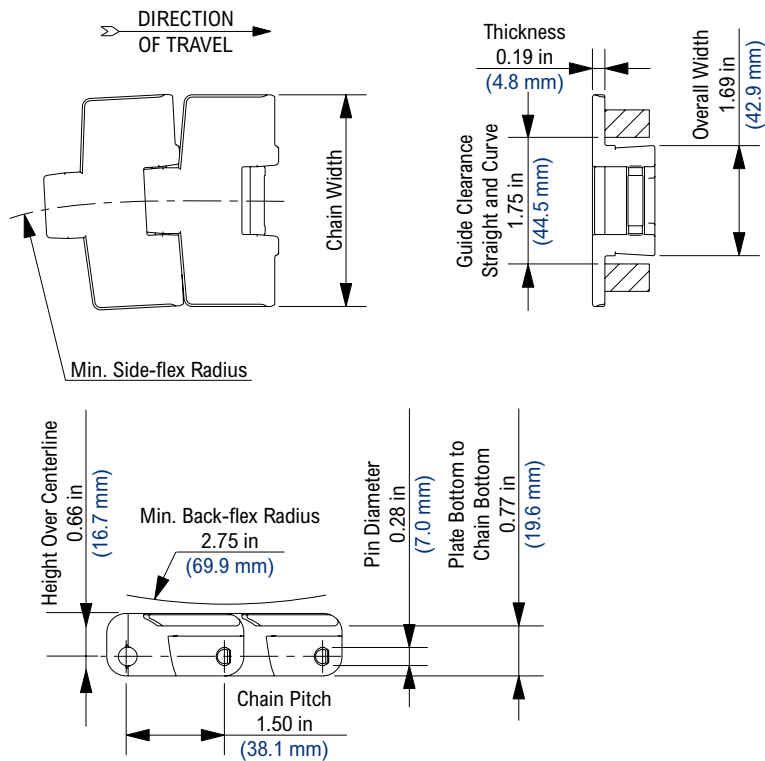 DIRECTION
OF TRAVEL
Thickness
0.19 in
(4.8 mm)
Overall Width
1.69 in
(42.9 mm)
Chain Width
Guide Clearance
Straight and Curve
1.75 in
(44.5 mm)
Min. Side-flex Radius
Height Over Centerline
0.66 in
(16.7 mm)
Min. Back-flex Radius
2.75 in
(69.9 mm)
Pin Diameter
0.28 in
(7.0 mm)
Plate Bottom to
Chain Bottom
0.77 in
(19.6 mm)
Chain Pitch
1.50 in
(38.1 mm)